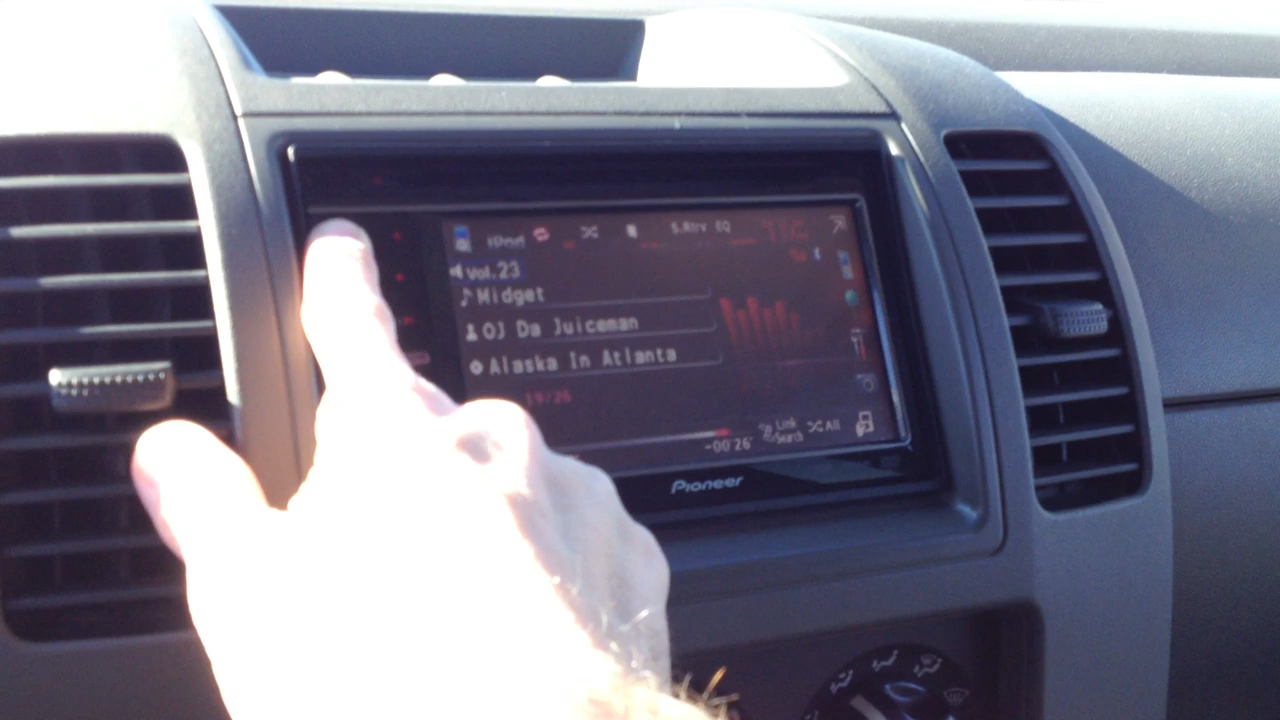 iPod S.Rtrv EQ
Vol.23
Midget
OJ Da Juiceman
Alaska in Atlanta
19/26
-00'26" Link Search All
Pioneer